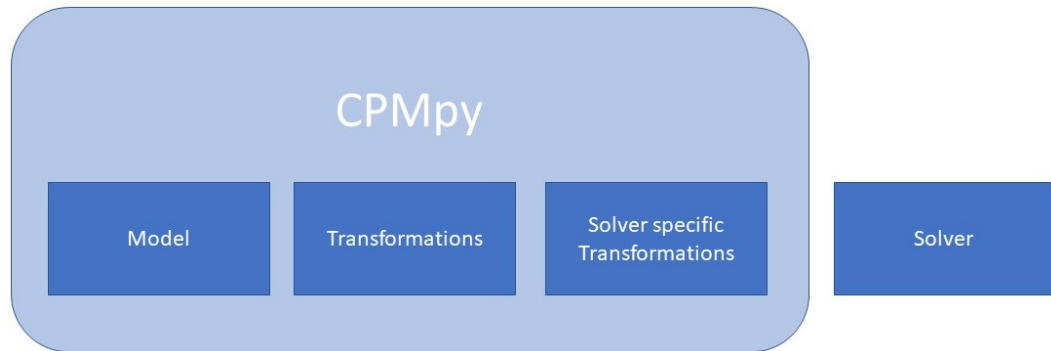 CPMpy
Model
Transformations
Solver specific
Transformations
Solver